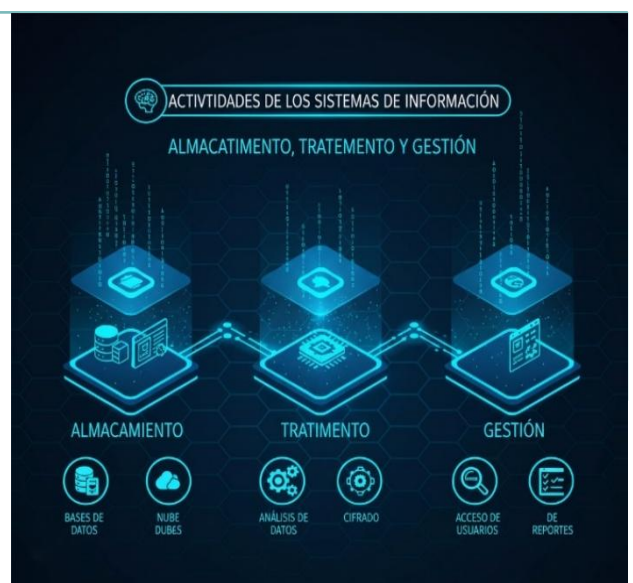 ACTIVTIDADES DE LOS SISTEMAS DE INFORMACIÓN
ALMACATIMENTO, TRATEMENTO Y GESTIÓN
ALMACAMIENTO
TRATIMENTO
GESTIÓN
BASES DE
DATOS
NUBE
DUBES
ANÁLISIS DE
DATOS
CIFRADO
ACCESO DE
USUARIOS
DE
REPORTES